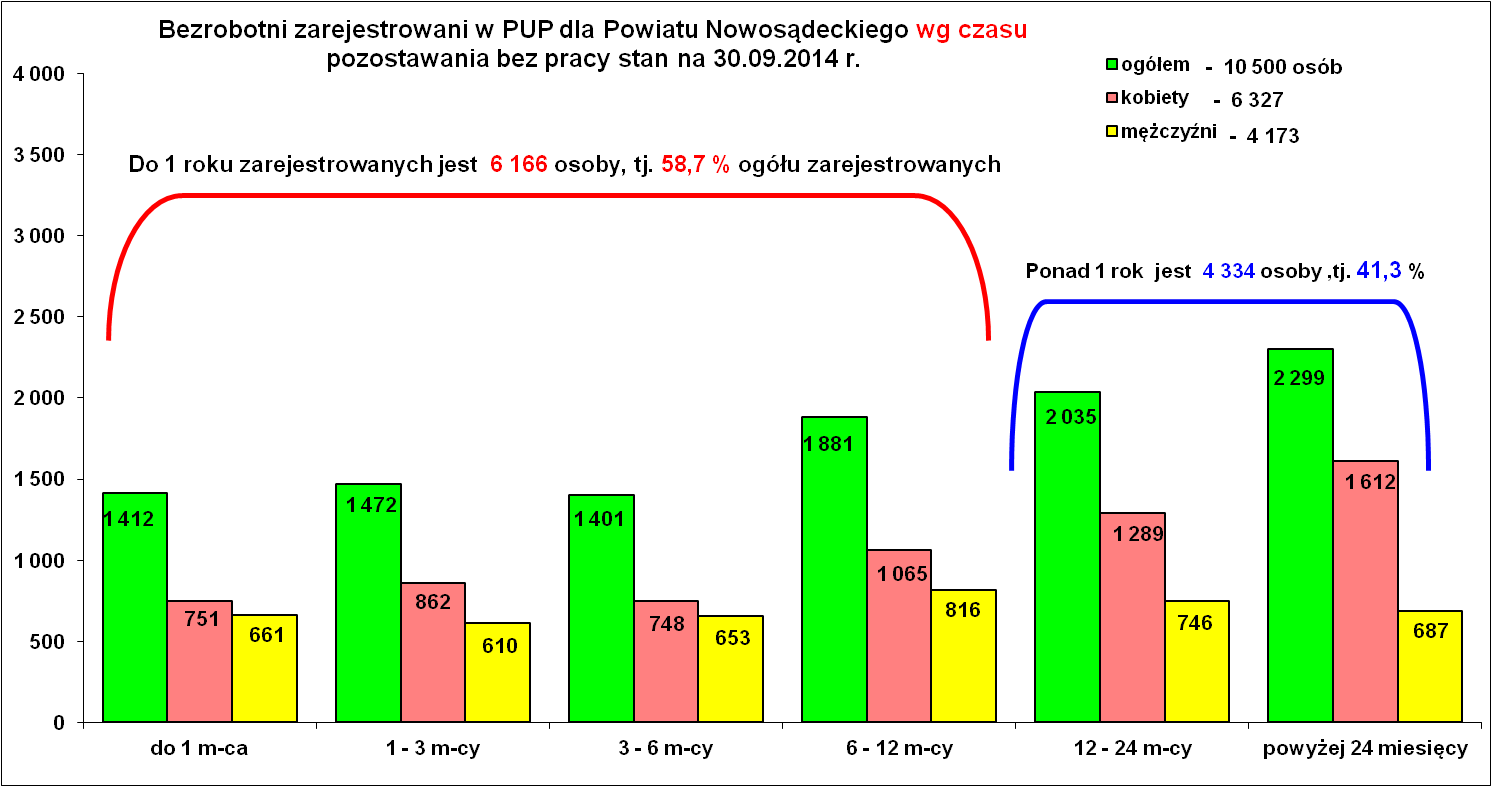 Bezrobotni zarejestrowani w PUP dla Powiatu Nowosądeckiego wg czasu
pozostawania bez pracy stan na 30.09.2014 r.
ogółem - 10 500 osób
kobiety - 6 327
mężczyźni - 4 173
Do 1 roku zarejestrowanych jest 6 166 osoby, tj. 58,7 % ogółu zarejestrowanych
Ponad 1 rok jest 4 334 osoby ,tj. 41,3 %
4 000
3 500
3 000
2 500
2 000
1 500
1 000
500
0
1 412
751
661
1 472
862
610
1 401
748
653
1 881
1 065
816
2 035
1 289
746
2 299
1 612
687
do 1 m-ca
1 - 3 m-cy
3 - 6 m-cy
6 - 12 m-cy
12 - 24 m-cy
powyżej 24 miesięcy